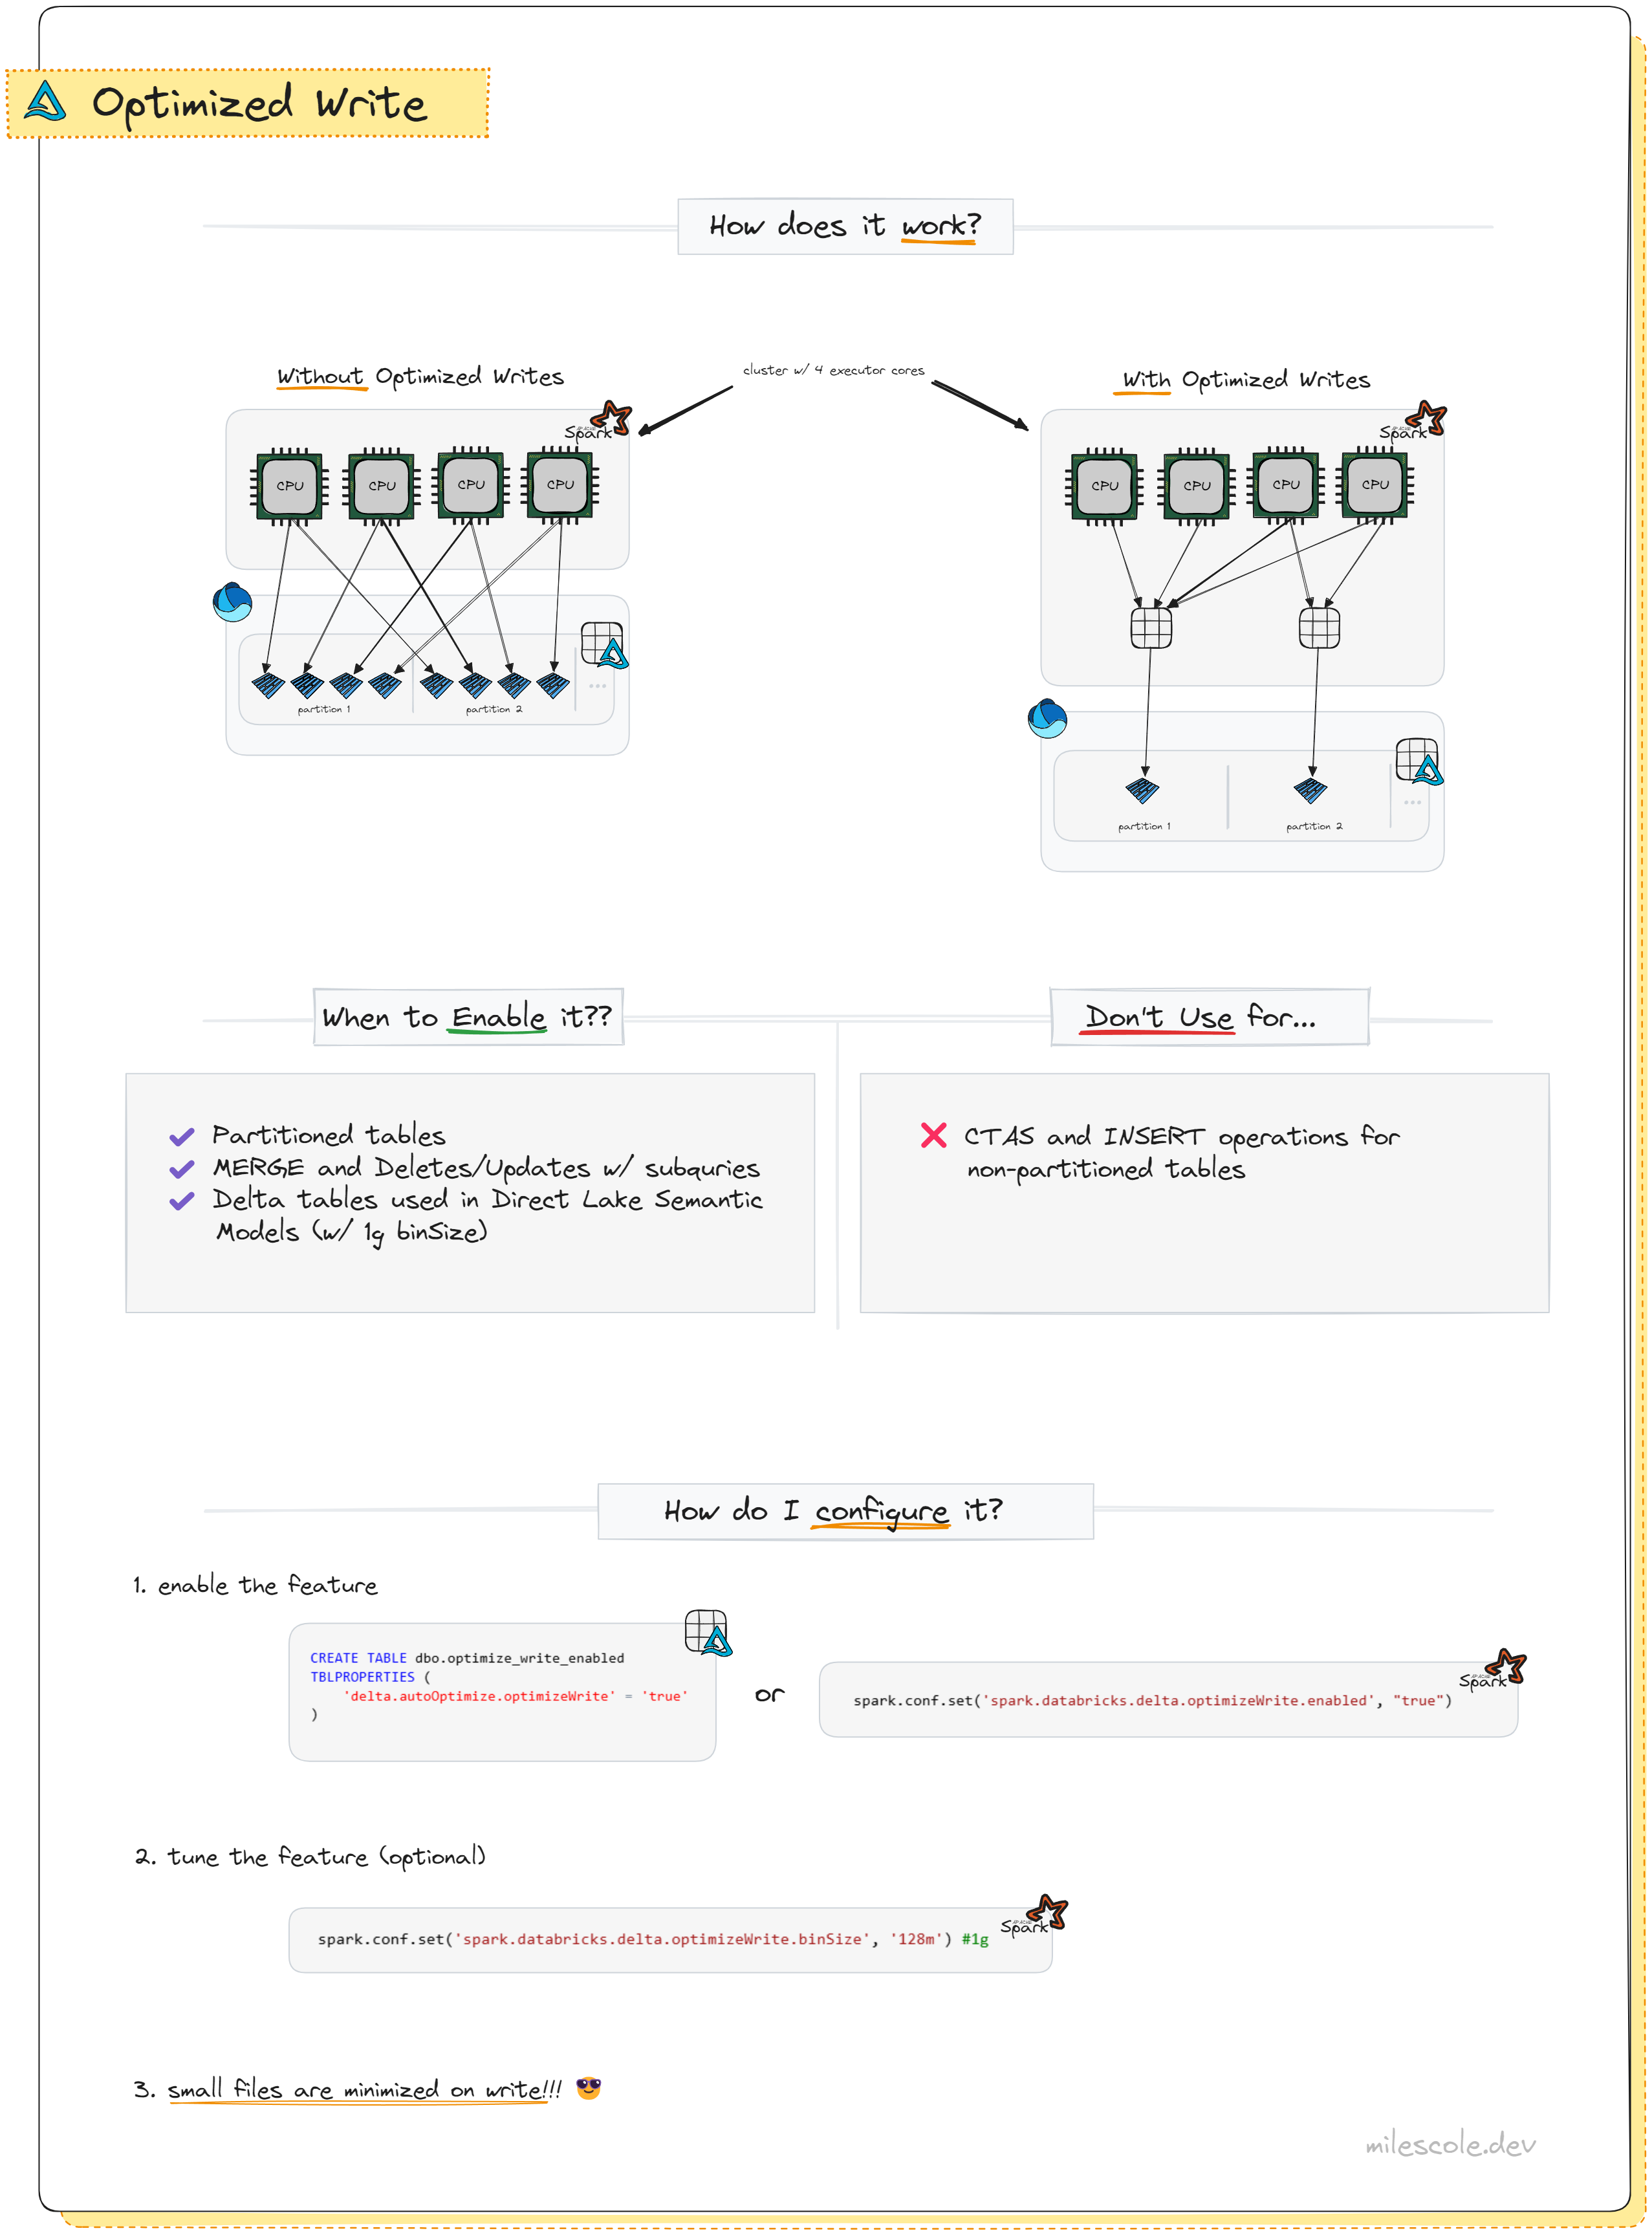 Optimized Write
How does it work?
cluster w/ 4 executor cores
Without Optimized Writes
APACHE
Spark
CPU CPU CPU CPU
partition 1 partition 2 ...
With Optimized Writes
APACHE
Spark
CPU CPU CPU CPU
partition 1 partition 2 ...
When to Enable it??
Partitioned tables
MERGE and Deletes/Updates w/ subquries
Delta tables used in Direct Lake Semantic
Models (w/ 1g binSize)
Don't Use for...
CTAS and INSERT operations for
non-partitioned tables
How do I configure it?
1. enable the feature
CREATE TABLE dbo.optimize_write_enabled
TBLPROPERTIES (
'delta.autoOptimize.optimizeWrite' = 'true'
)
or
APACHE
Spark
spark.conf.set('spark.databricks.delta.optimizeWrite.enabled', "true")
2. tune the feature (optional)
APACHE
Spark
spark.conf.set('spark.databricks.delta.optimizeWrite.binSize', '128m') #1g
3. small files are minimized on write!!! 😎
milescole.dev